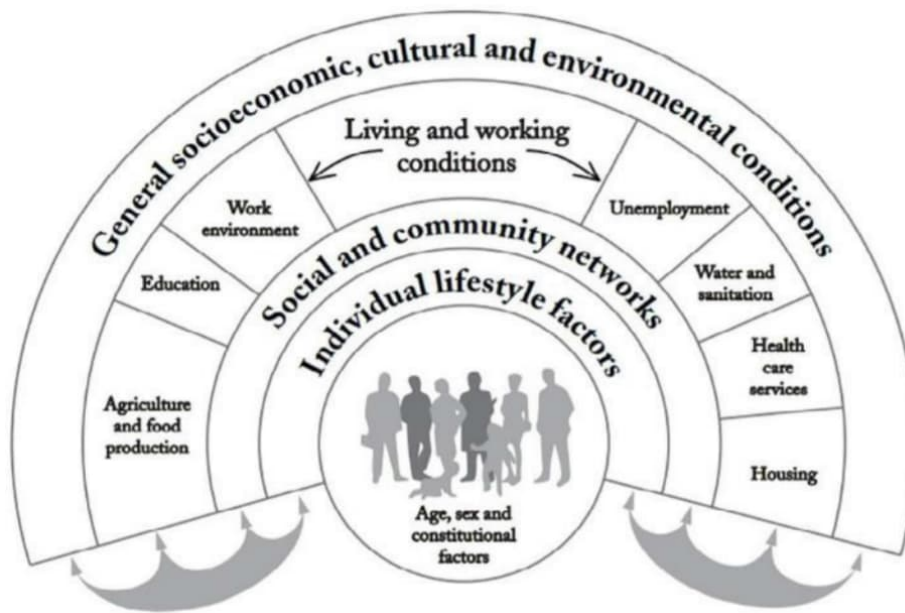 General socioeconomic, cultural and environmental conditions
Living and working
conditions
Work
environment
Unemployment
Education
Water and
sanitation
Agriculture
and food
production
Health
care
services
Housing
Social and community networks
Individual lifestyle factors
Age, sex and
constitutional
factors